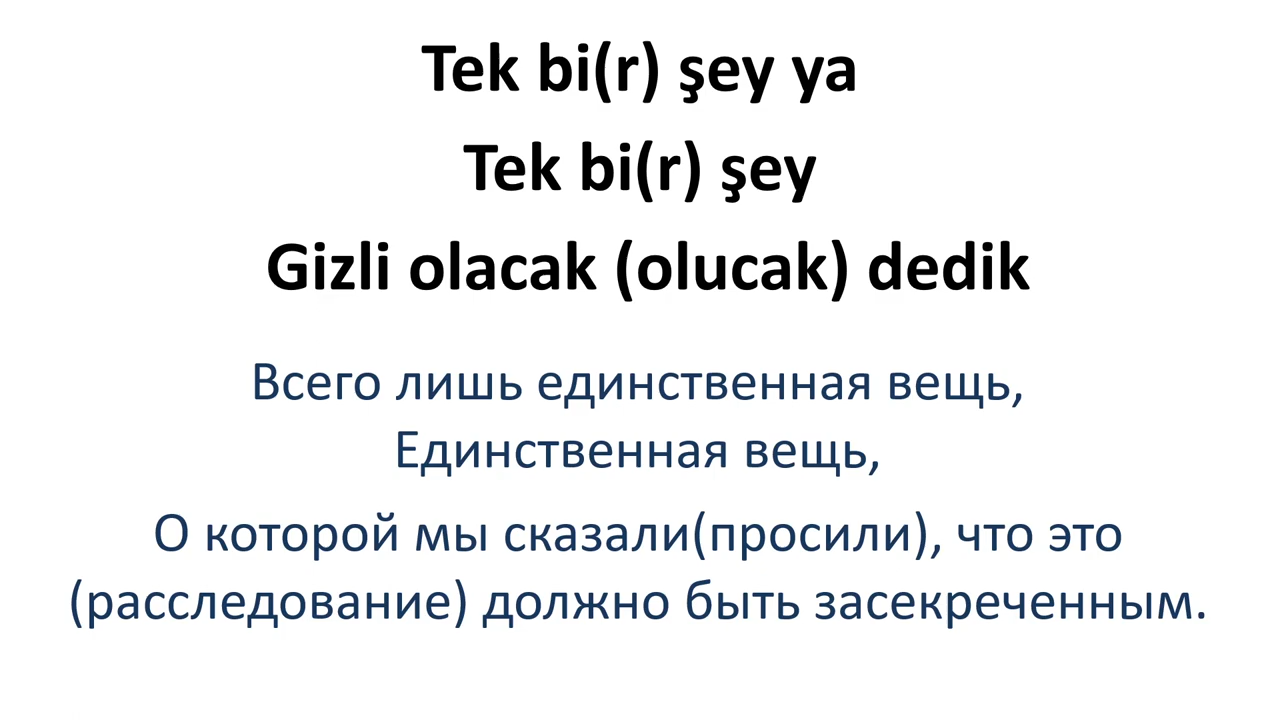 Tek bi(r) şey ya
Tek bi(r) şey
Gizli olacak (olucak) dedik
Всего лишь единственная вещь,
Единственная вещь,
О которой мы сказали(просили), что это
(расследование) должно быть засекреченным.